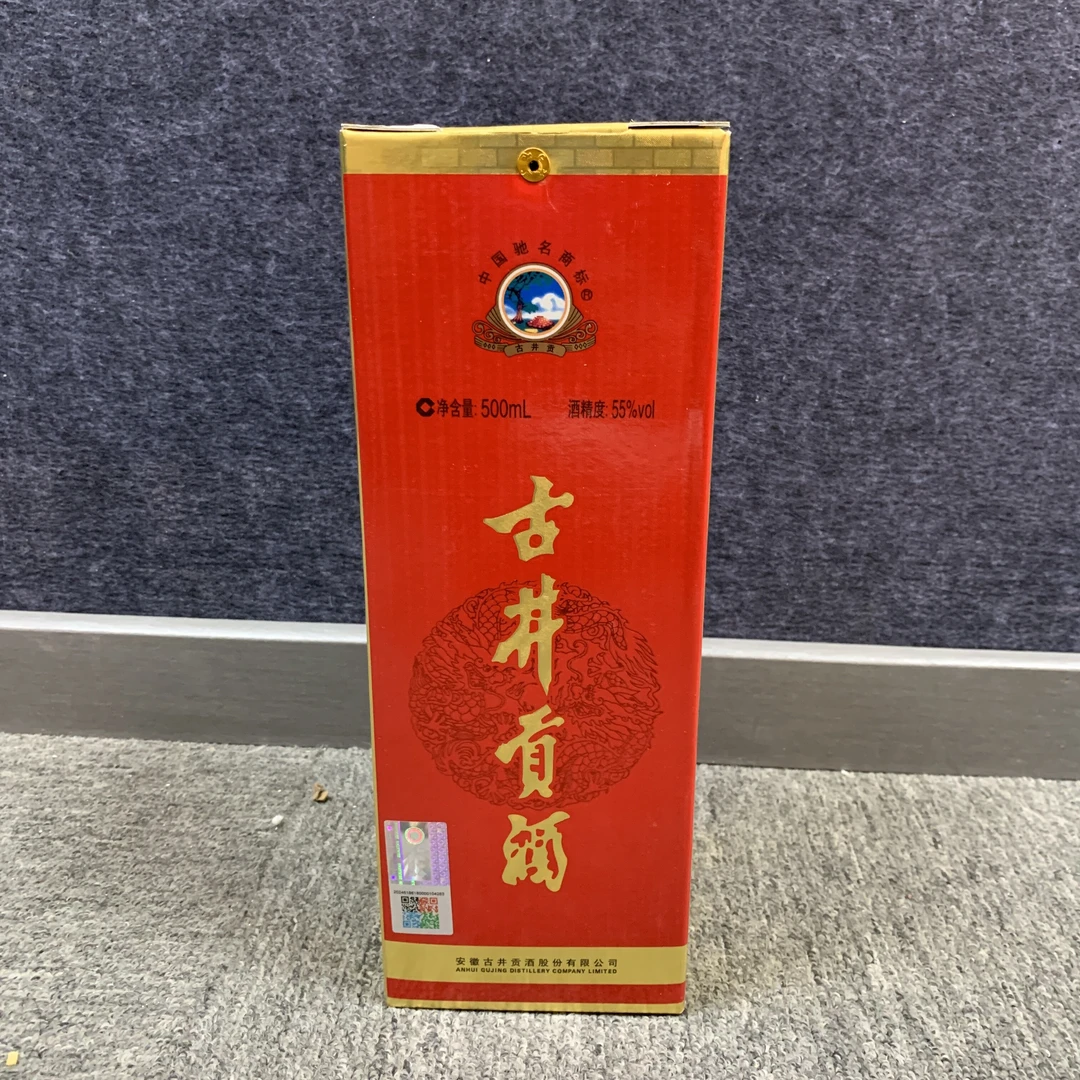 中国驰名商标
古井贡
净含量: 500mL 酒精度: 55%vol
古井贡酒
安徽古井贡酒股份有限公司
ANHUI GUJING DISTILLERY COMPANY LIMITED